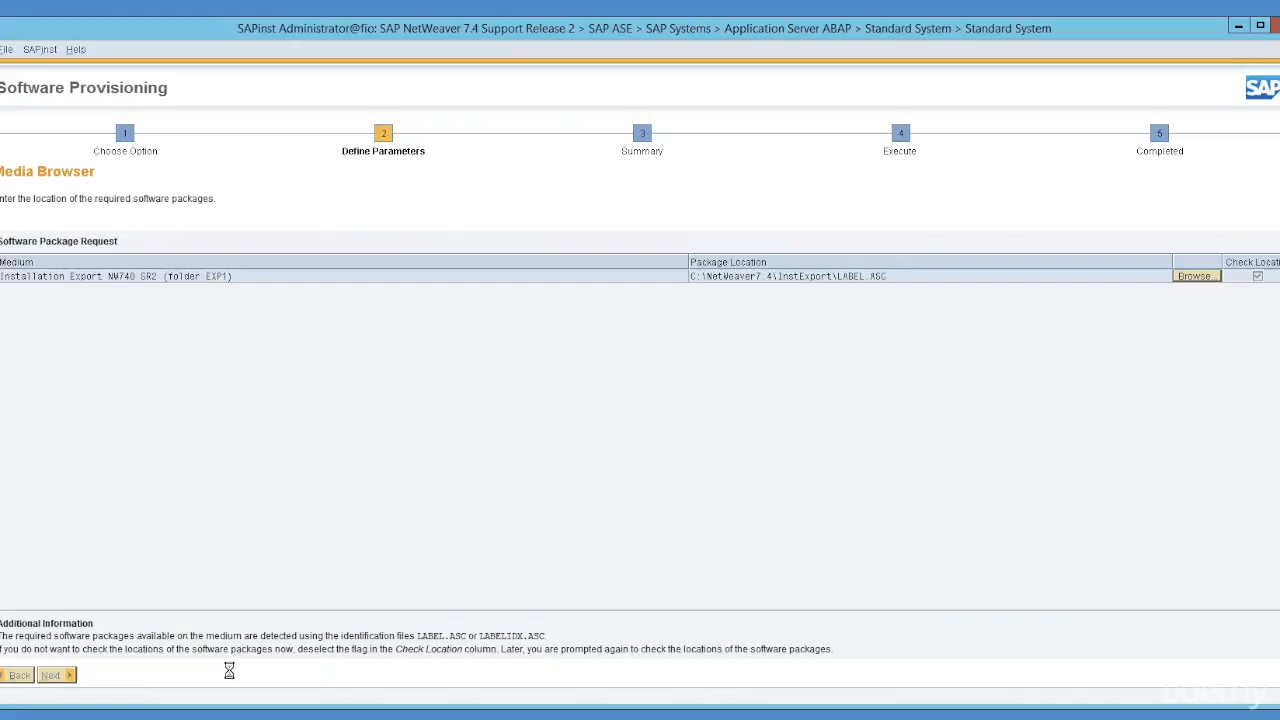 SAPinst Administrator@fio: SAP NetWeaver 7.4 Support Release 2 > SAP ASE > SAP Systems > Application Server ABAP > Standard System > Standard System
File SAPinst Help
Software Provisioning
SAP
1 2 3 4 5
Choose Option Define Parameters Summary Execute Completed
Media Browser
nter the location of the required software packages.
Software Package Request
Medium Package Location Check Locati
Installation Export NW740 SR2 (folder EXP1) C:\NetWeaver7.4\InstExport\LABEL.ASC Browse...
Additional Information
The required software packages available on the medium are detected using the identification files LABEL.ASC or LABELIDX.ASC.
If you do not want to check the locations of the software packages now, deselect the flag in the Check Location column. Later, you are prompted again to check the locations of the software packages.
Back Next
udemy